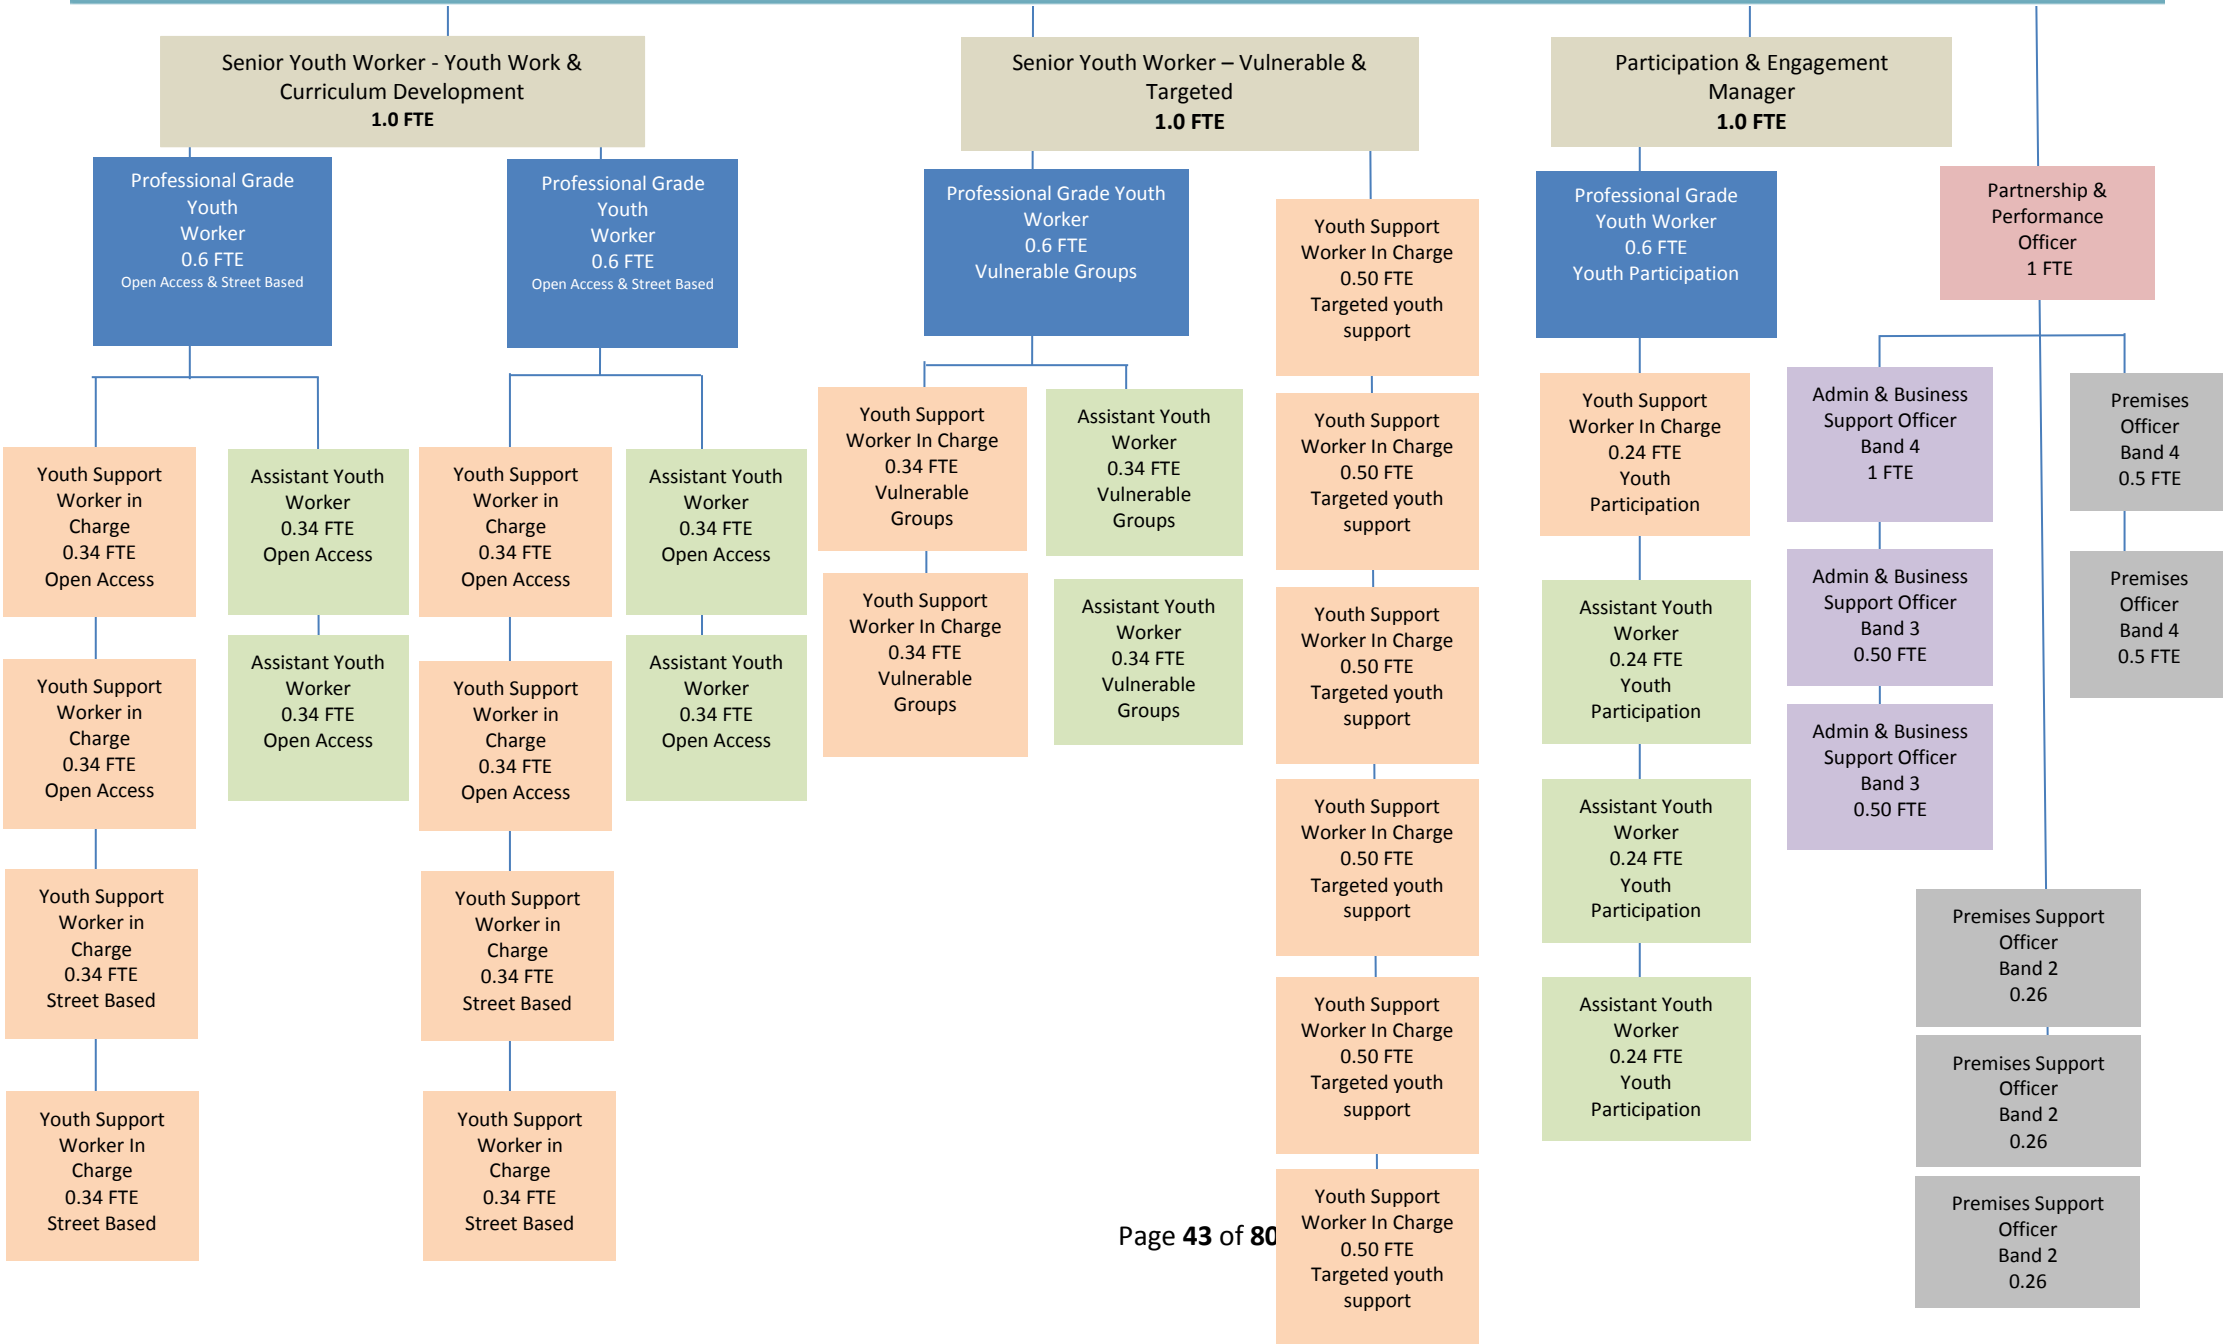 Senior Youth Worker - Youth Work &
Curriculum Development
1.0 FTE
Senior Youth Worker – Vulnerable &
Targeted
1.0 FTE
Participation & Engagement
Manager
1.0 FTE
Professional Grade
Youth
Worker
0.6 FTE
Open Access & Street Based
Professional Grade
Youth
Worker
0.6 FTE
Open Access & Street Based
Professional Grade Youth
Worker
0.6 FTE
Vulnerable Groups
Youth Support
Worker In Charge
0.50 FTE
Targeted youth
support
Professional Grade
Youth Worker
0.6 FTE
Youth Participation
Partnership &
Performance
Officer
1 FTE
Youth Support
Worker in
Charge
0.34 FTE
Open Access
Assistant Youth
Worker
0.34 FTE
Open Access
Youth Support
Worker in
Charge
0.34 FTE
Open Access
Assistant Youth
Worker
0.34 FTE
Open Access
Youth Support
Worker In Charge
0.34 FTE
Vulnerable
Groups
Assistant Youth
Worker
0.34 FTE
Vulnerable
Groups
Youth Support
Worker In Charge
0.50 FTE
Targeted youth
support
Youth Support
Worker In Charge
0.24 FTE
Youth
Participation
Admin & Business
Support Officer
Band 4
1 FTE
Premises
Officer
Band 4
0.5 FTE
Youth Support
Worker in
Charge
0.34 FTE
Open Access
Assistant Youth
Worker
0.34 FTE
Open Access
Youth Support
Worker in
Charge
0.34 FTE
Open Access
Assistant Youth
Worker
0.34 FTE
Open Access
Youth Support
Worker In Charge
0.34 FTE
Vulnerable
Groups
Assistant Youth
Worker
0.34 FTE
Vulnerable
Groups
Youth Support
Worker In Charge
0.50 FTE
Targeted youth
support
Assistant Youth
Worker
0.24 FTE
Youth
Participation
Admin & Business
Support Officer
Band 3
0.50 FTE
Premises
Officer
Band 4
0.5 FTE
Admin & Business
Support Officer
Band 3
0.50 FTE
Youth Support
Worker In Charge
0.50 FTE
Targeted youth
support
Assistant Youth
Worker
0.24 FTE
Youth
Participation
Youth Support
Worker in
Charge
0.34 FTE
Street Based
Youth Support
Worker in
Charge
0.34 FTE
Street Based
Premises Support
Officer
Band 2
0.26
Youth Support
Worker In Charge
0.50 FTE
Targeted youth
support
Assistant Youth
Worker
0.24 FTE
Youth
Participation
Premises Support
Officer
Band 2
0.26
Youth Support
Worker In
Charge
0.34 FTE
Street Based
Youth Support
Worker in
Charge
0.34 FTE
Street Based
Youth Support
Worker In Charge
0.50 FTE
Targeted youth
support
Premises Support
Officer
Band 2
0.26
Page 43 of 80